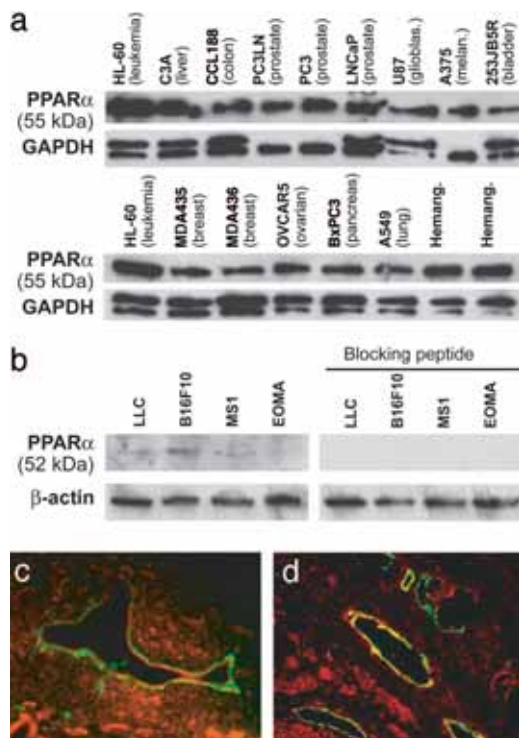 a
HL-60 (leukemia)
C3A (liver)
CCL188 (colon)
PC3LN (prostate)
PC3 (prostate)
LNCaP (prostate)
U87 (glioblas.)
A375 (melan.)
253JB5R (bladder)
PPARα
(55 kDa)
GAPDH
HL-60 (leukemia)
MDA435 (breast)
MDA436 (breast)
OVCAR5 (ovarian)
BxPC3 (pancreas)
A549 (lung)
Hemang.
Hemang.
PPARα
(55 kDa)
GAPDH
b
Blocking peptide
LLC
B16F10
MS1
EOMA
LLC
B16F10
MS1
EOMA
PPARα
(52 kDa)
β-actin
c
d